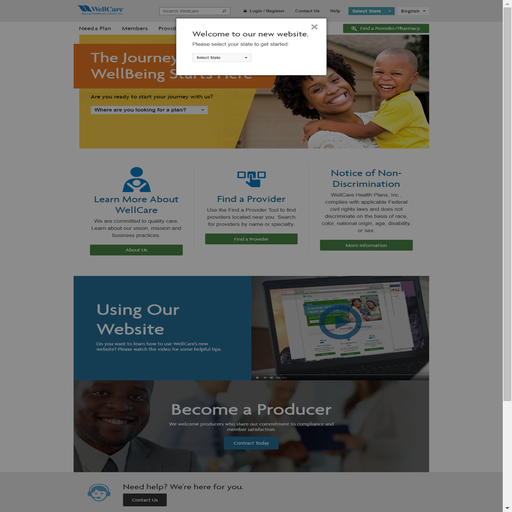 WellCare
Search WellCare
Login / Register
Contact Us
Help
Select State
English
Need a Plan
Members
Find a Provider/Pharmacy
Welcome to our new website.
Please select your state to get started:
Select State
The Journey
WellBeing Starts Here
Are you ready to start your journey with us?
Where are you looking for a plan?
Learn More About
WellCare
We are committed to quality care.
Learn about our vision, mission and
business practices.
About Us
Find a Provider
Use the Find a Provider Tool to find
providers located near you. Search
for providers by name or specialty.
Find a Provider
Notice of Non-
Discrimination
WellCare Health Plans, Inc.,
complies with applicable Federal
civil rights laws and does not
discriminate on the basis of race,
color, national origin, age, disability,
or sex.
More Information
Using Our
Website
Do you want to learn how to use WellCare's new
website? Please watch the video for some helpful tips.
Become a Producer
We welcome producers who share our commitment to compliance and
member satisfaction.
Contract Today
Need help? We're here for you.
Contact Us